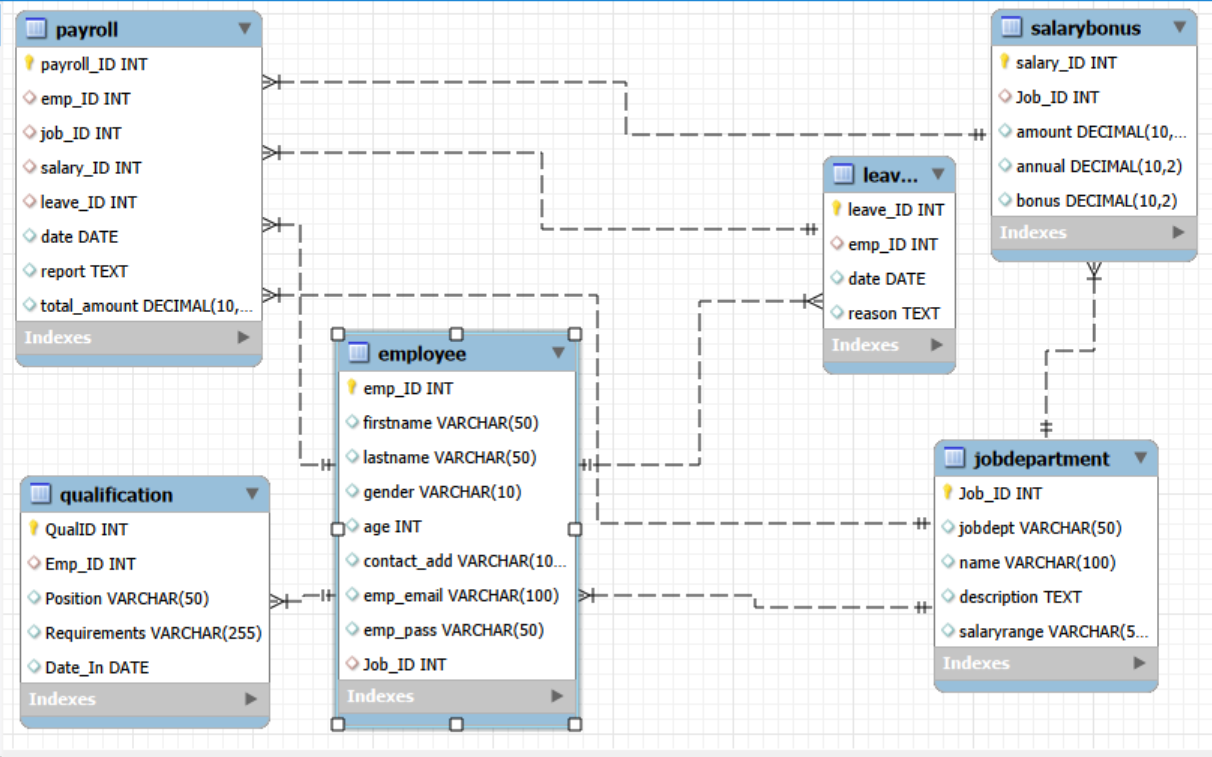 payroll
payroll_ID INT
emp_ID INT
job_ID INT
salary_ID INT
leave_ID INT
date DATE
report TEXT
total_amount DECIMAL(10,...
Indexes
salarybonus
salary_ID INT
Job_ID INT
amount DECIMAL(10,...
annual DECIMAL(10,2)
bonus DECIMAL(10,2)
Indexes
leav...
leave_ID INT
emp_ID INT
date DATE
reason TEXT
Indexes
employee
emp_ID INT
firstname VARCHAR(50)
lastname VARCHAR(50)
gender VARCHAR(10)
age INT
contact_add VARCHAR(10...
emp_email VARCHAR(100)
emp_pass VARCHAR(50)
Job_ID INT
Indexes
jobdepartment
Job_ID INT
jobdept VARCHAR(50)
name VARCHAR(100)
description TEXT
salaryrange VARCHAR(5...
Indexes
qualification
QualID INT
Emp_ID INT
Position VARCHAR(50)
Requirements VARCHAR(255)
Date_In DATE
Indexes